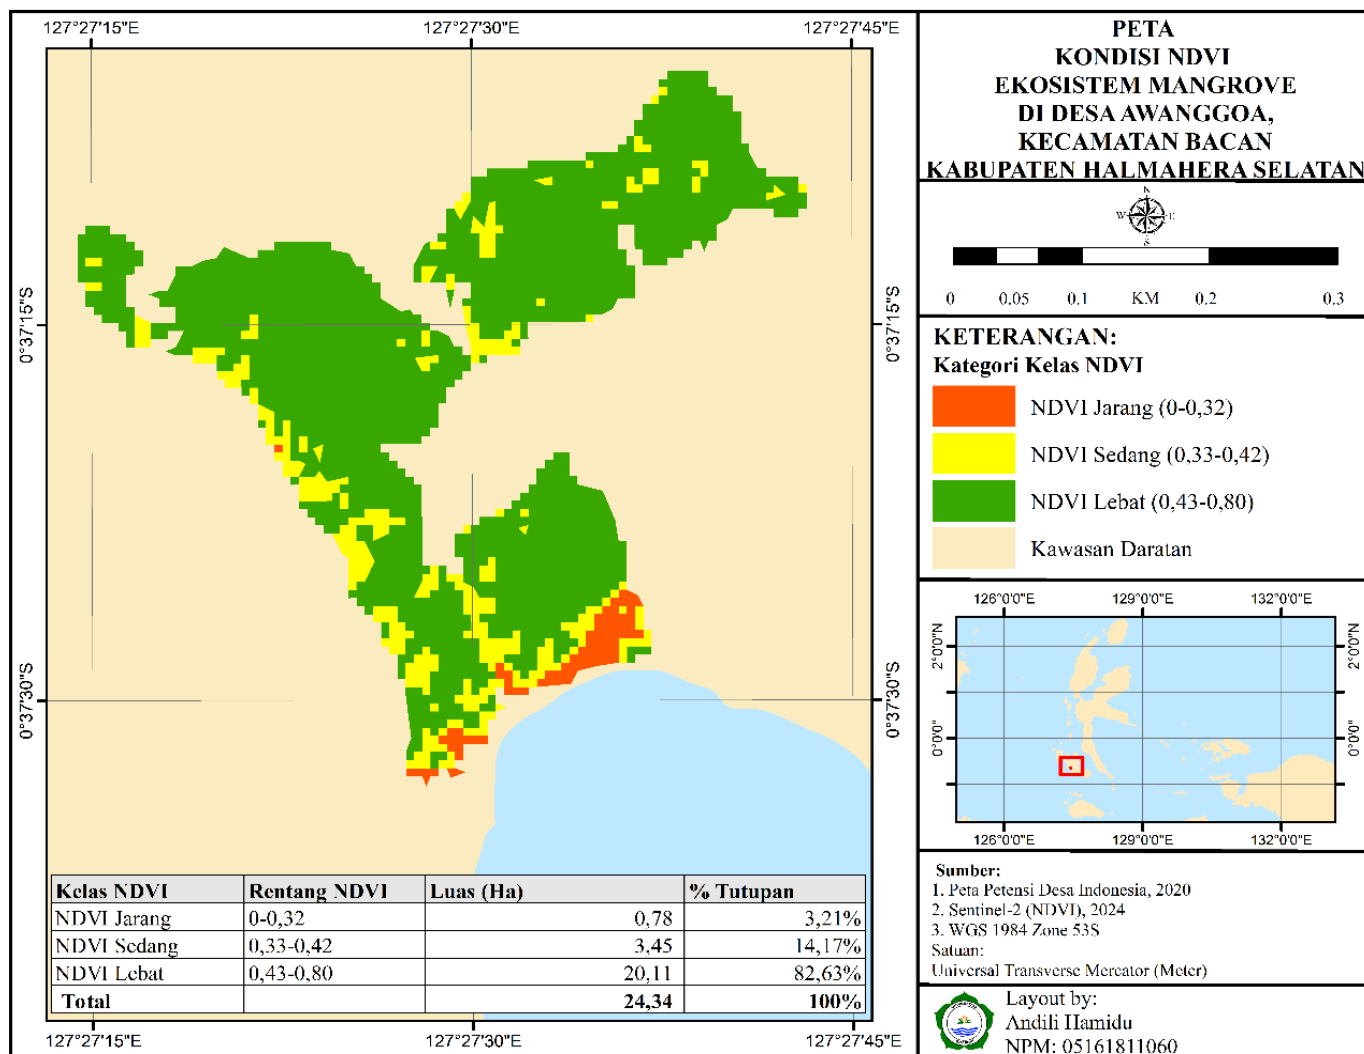 127°27'15"E 127°27'30"E 127°27'45"E
0°37'15"S 0°37'15"S
0°37'30"S 0°37'30"S
Kelas NDVI Rentang NDVI Luas (Ha) % Tutupan
NDVI Jarang 0-0,32 0,78 3,21%
NDVI Sedang 0,33-0,42 3,45 14,17%
NDVI Lebat 0,43-0,80 20,11 82,63%
Total 24,34 100%
127°27'15"E 127°27'30"E 127°27'45"E
PETA
KONDISI NDVI
EKOSISTEM MANGROVE
DI DESA AWANGGOA,
KECAMATAN BACAN
KABUPATEN HALMAHERA SELATAN
N
W E
S
0 0,05 0,1 KM 0,2 0,3
KETERANGAN:
Kategori Kelas NDVI
NDVI Jarang (0-0,32)
NDVI Sedang (0,33-0,42)
NDVI Lebat (0,43-0,80)
Kawasan Daratan
126°0'0"E 129°0'0"E 132°0'0"E
2°0'0"N 2°0'0"N
0°0'0" 0°0'0"
126°0'0"E 129°0'0"E 132°0'0"E
Sumber:
1. Peta Potensi Desa Indonesia, 2020
2. Sentinel-2 (NDVI), 2024
3. WGS 1984 Zone 53S
Satuan:
Universal Transverse Mercator (Meter)
Layout by:
Andili Hamidu
NPM: 05161811060